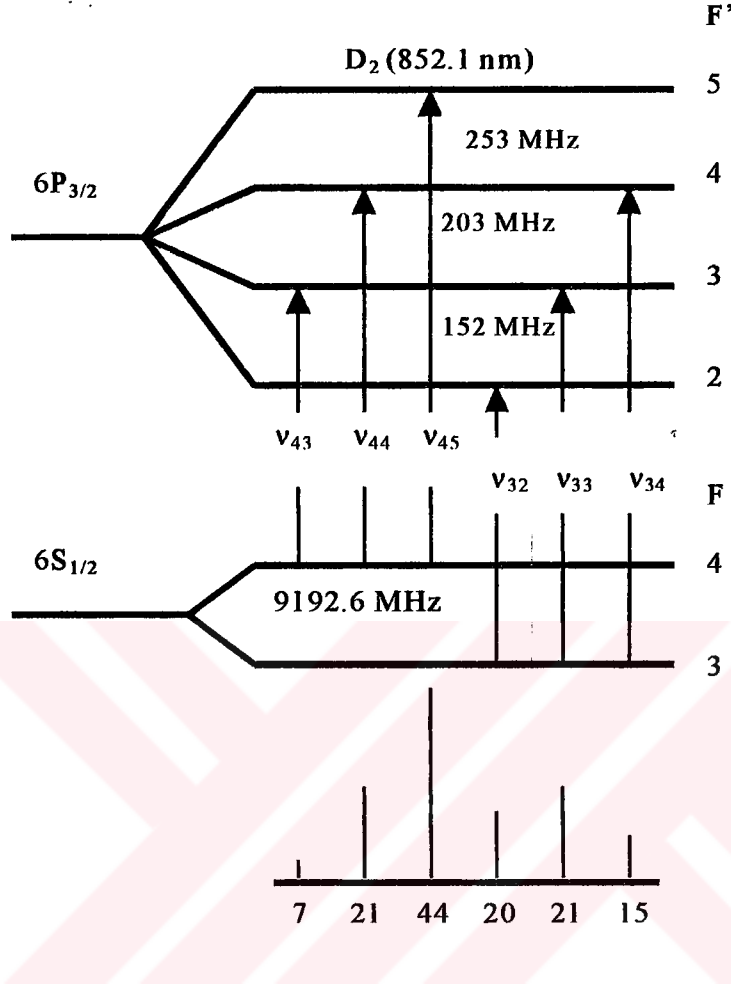 F'
D₂ (852.1 nm)
5
253 MHz
6P₃/₂
4
203 MHz
3
152 MHz
2
ν₄₃ ν₄₄ ν₄₅
ν₃₂ ν₃₃ ν₃₄
F
6S₁/₂
4
9192.6 MHz
3
7 21 44 20 21 15